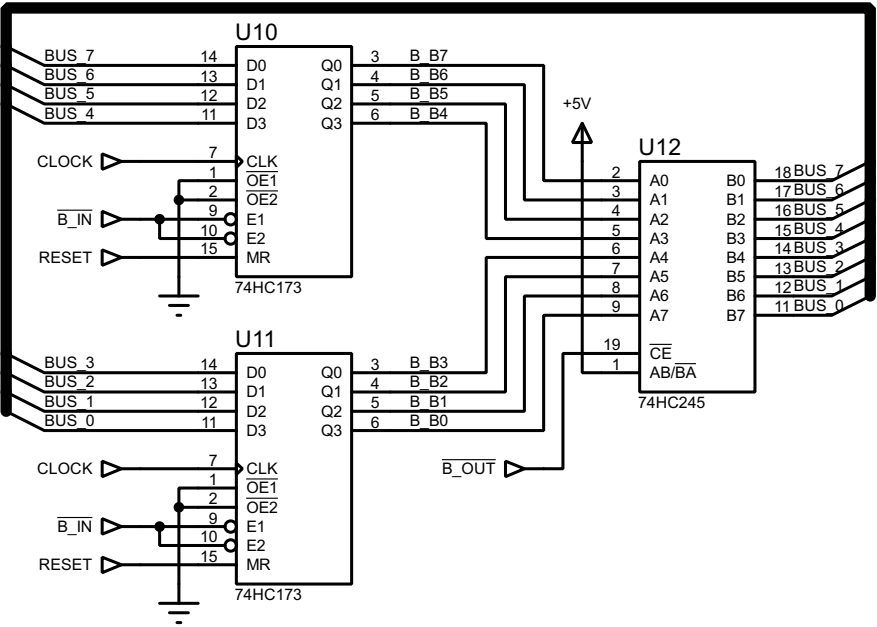 U10
BUS_7 14 D0 Q0 3 B_B7
BUS_6 13 D1 Q1 4 B_B6
BUS_5 12 D2 Q2 5 B_B5
BUS_4 11 D3 Q3 6 B_B4
CLOCK 7 CLK
1 OE1
2 OE2
B_IN 9 E1
10 E2
RESET 15 MR
74HC173
+5V
U12
2 A0 B0 18 BUS_7
3 A1 B1 17 BUS_6
4 A2 B2 16 BUS_5
5 A3 B3 15 BUS_4
6 A4 B4 14 BUS_3
7 A5 B5 13 BUS_2
8 A6 B6 12 BUS_1
9 A7 B7 11 BUS_0
19 CE
1 AB/BA
74HC245
U11
BUS_3 14 D0 Q0 3 B_B3
BUS_2 13 D1 Q1 4 B_B2
BUS_1 12 D2 Q2 5 B_B1
BUS_0 11 D3 Q3 6 B_B0
CLOCK 7 CLK
B_OUT
1 OE1
2 OE2
B_IN 9 E1
10 E2
RESET 15 MR
74HC173